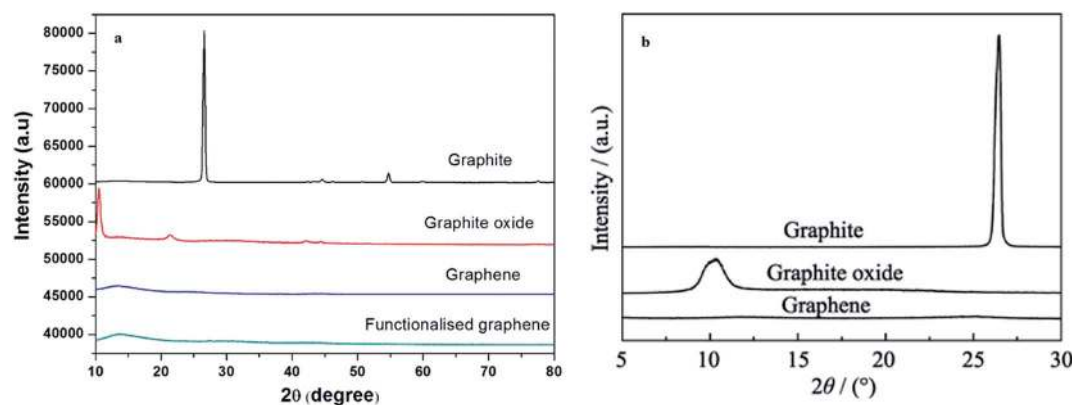 a
Intensity (a.u)
80000
75000
70000
65000
60000
55000
50000
45000
40000
Graphite
Graphite oxide
Graphene
Functionalised graphene
10 20 30 40 50 60 70 80
2θ (degree)
b
Intensity / (a.u.)
Graphite
Graphite oxide
Graphene
5 10 15 20 25 30
2θ / (°)